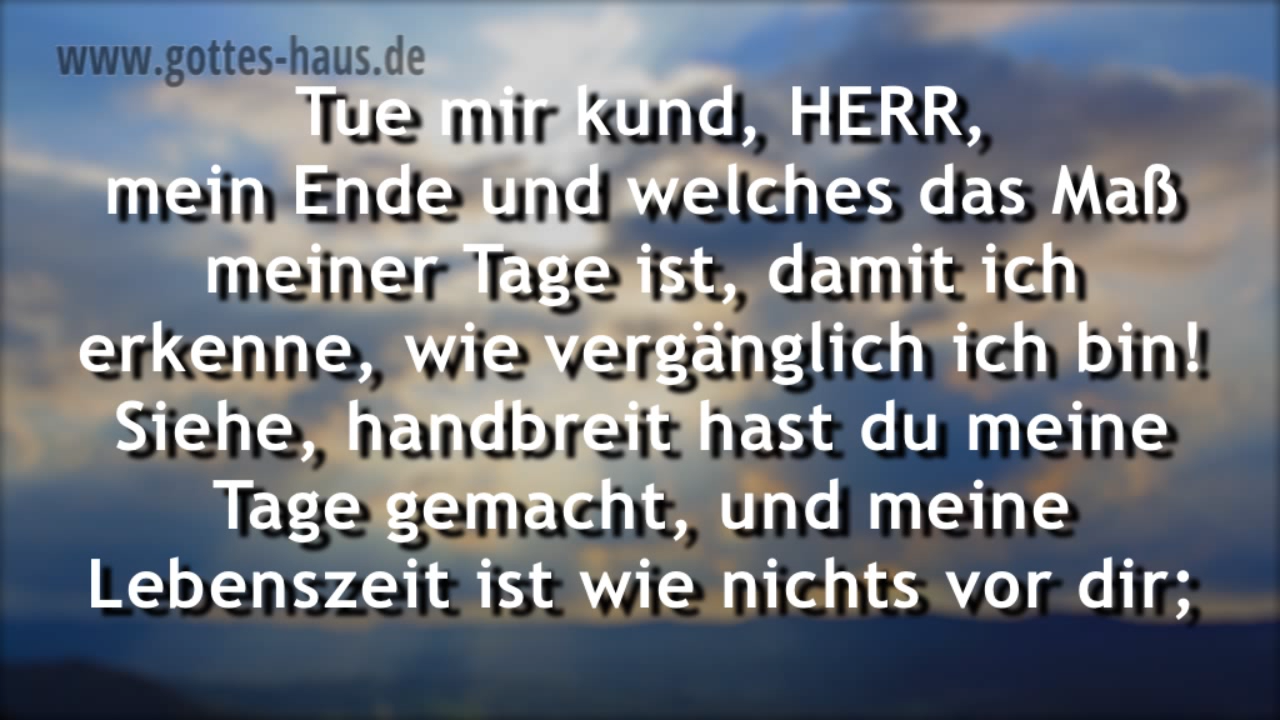 www.gottes-haus.de
Tue mir kund, HERR,
mein Ende und welches das Maß
meiner Tage ist, damit ich
erkenne, wie vergänglich ich bin!
Siehe, handbreit hast du meine
Tage gemacht, und meine
Lebenszeit ist wie nichts vor dir;